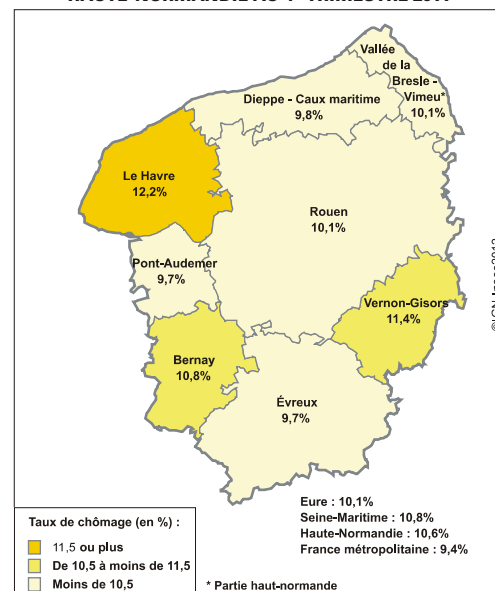 Vallée
de la
Bresle -
Vimeu*
10,1%
Dieppe - Caux maritime
9,8%
Le Havre
12,2%
Rouen
10,1%
Pont-Audemer
9,7%
Vernon-Gisors
11,4%
Bernay
10,8%
Évreux
9,7%
Eure : 10,1%
Seine-Maritime : 10,8%
Haute-Normandie : 10,6%
France métropolitaine : 9,4%
Taux de chômage (en %) :
11,5 ou plus
De 10,5 à moins de 11,5
Moins de 10,5
* Partie haut-normande